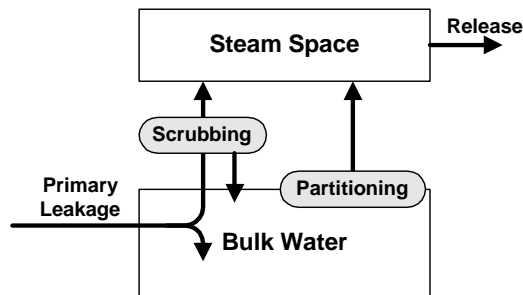 Steam Space
Release
Scrubbing
Partitioning
Primary
Leakage
Bulk Water